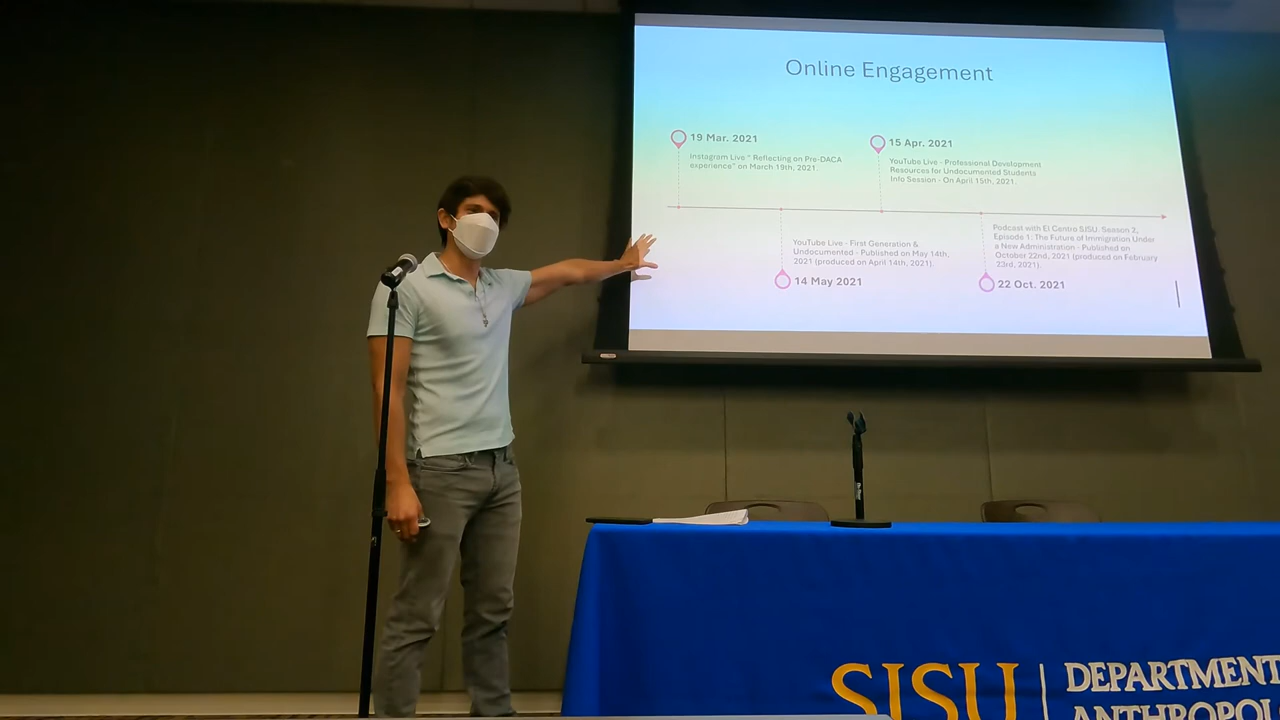 Online Engagement
19 Mar. 2021
Instagram Live " Reflecting on Pre-DACA
experience" on March 19th, 2021.
15 Apr. 2021
YouTube Live - Professional Development
Resources for Undocumented Students
Info Session - On April 15th, 2021.
YouTube Live - First Generation &
Undocumented - Published on May 14th,
2021 (produced on April 14th, 2021).
14 May 2021
Podcast with El Centro SJSU. Season 2,
Episode 1: The Future of Immigration Under
a New Administration - Published on
October 22nd, 2021 (produced on February
23rd, 2021).
22 Oct. 2021
SJSU
DEPARTMENT
ANTHROPOL